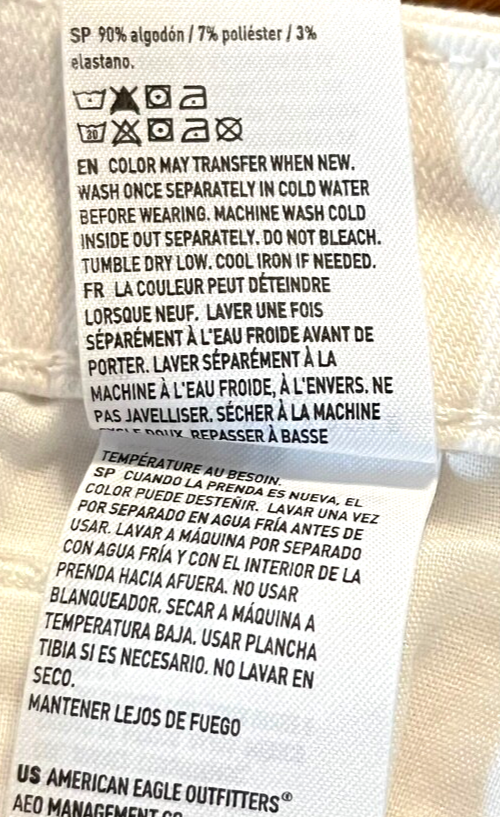 SP 90% algodón / 7% poliéster / 3%
elastano.
30
EN COLOR MAY TRANSFER WHEN NEW.
WASH ONCE SEPARATELY IN COLD WATER
BEFORE WEARING. MACHINE WASH COLD
INSIDE OUT SEPARATELY. DO NOT BLEACH.
TUMBLE DRY LOW. COOL IRON IF NEEDED.
FR LA COULEUR PEUT DÉTEINDRE
LORSQUE NEUF. LAVER UNE FOIS
SÉPARÉMENT À L'EAU FROIDE AVANT DE
PORTER. LAVER SÉPARÉMENT À LA
MACHINE À L'EAU FROIDE, À L'ENVERS. NE
PAS JAVELLISER. SÉCHER À LA MACHINE
CYCLE DOUX. REPASSER À BASSE
TEMPÉRATURE AU BESOIN.
SP CUANDO LA PRENDA ES NUEVA, EL
COLOR PUEDE DESTEÑIR. LAVAR UNA VEZ
POR SEPARADO EN AGUA FRÍA ANTES DE
USAR. LAVAR A MÁQUINA POR SEPARADO
CON AGUA FRÍA Y CON EL INTERIOR DE LA
PRENDA HACIA AFUERA. NO USAR
BLANQUEADOR. SECAR A MÁQUINA A
TEMPERATURA BAJA. USAR PLANCHA
TIBIA SI ES NECESARIO. NO LAVAR EN
SECO.
MANTENER LEJOS DE FUEGO
US AMERICAN EAGLE OUTFITTERS®
AEO MANAGEMENT CO